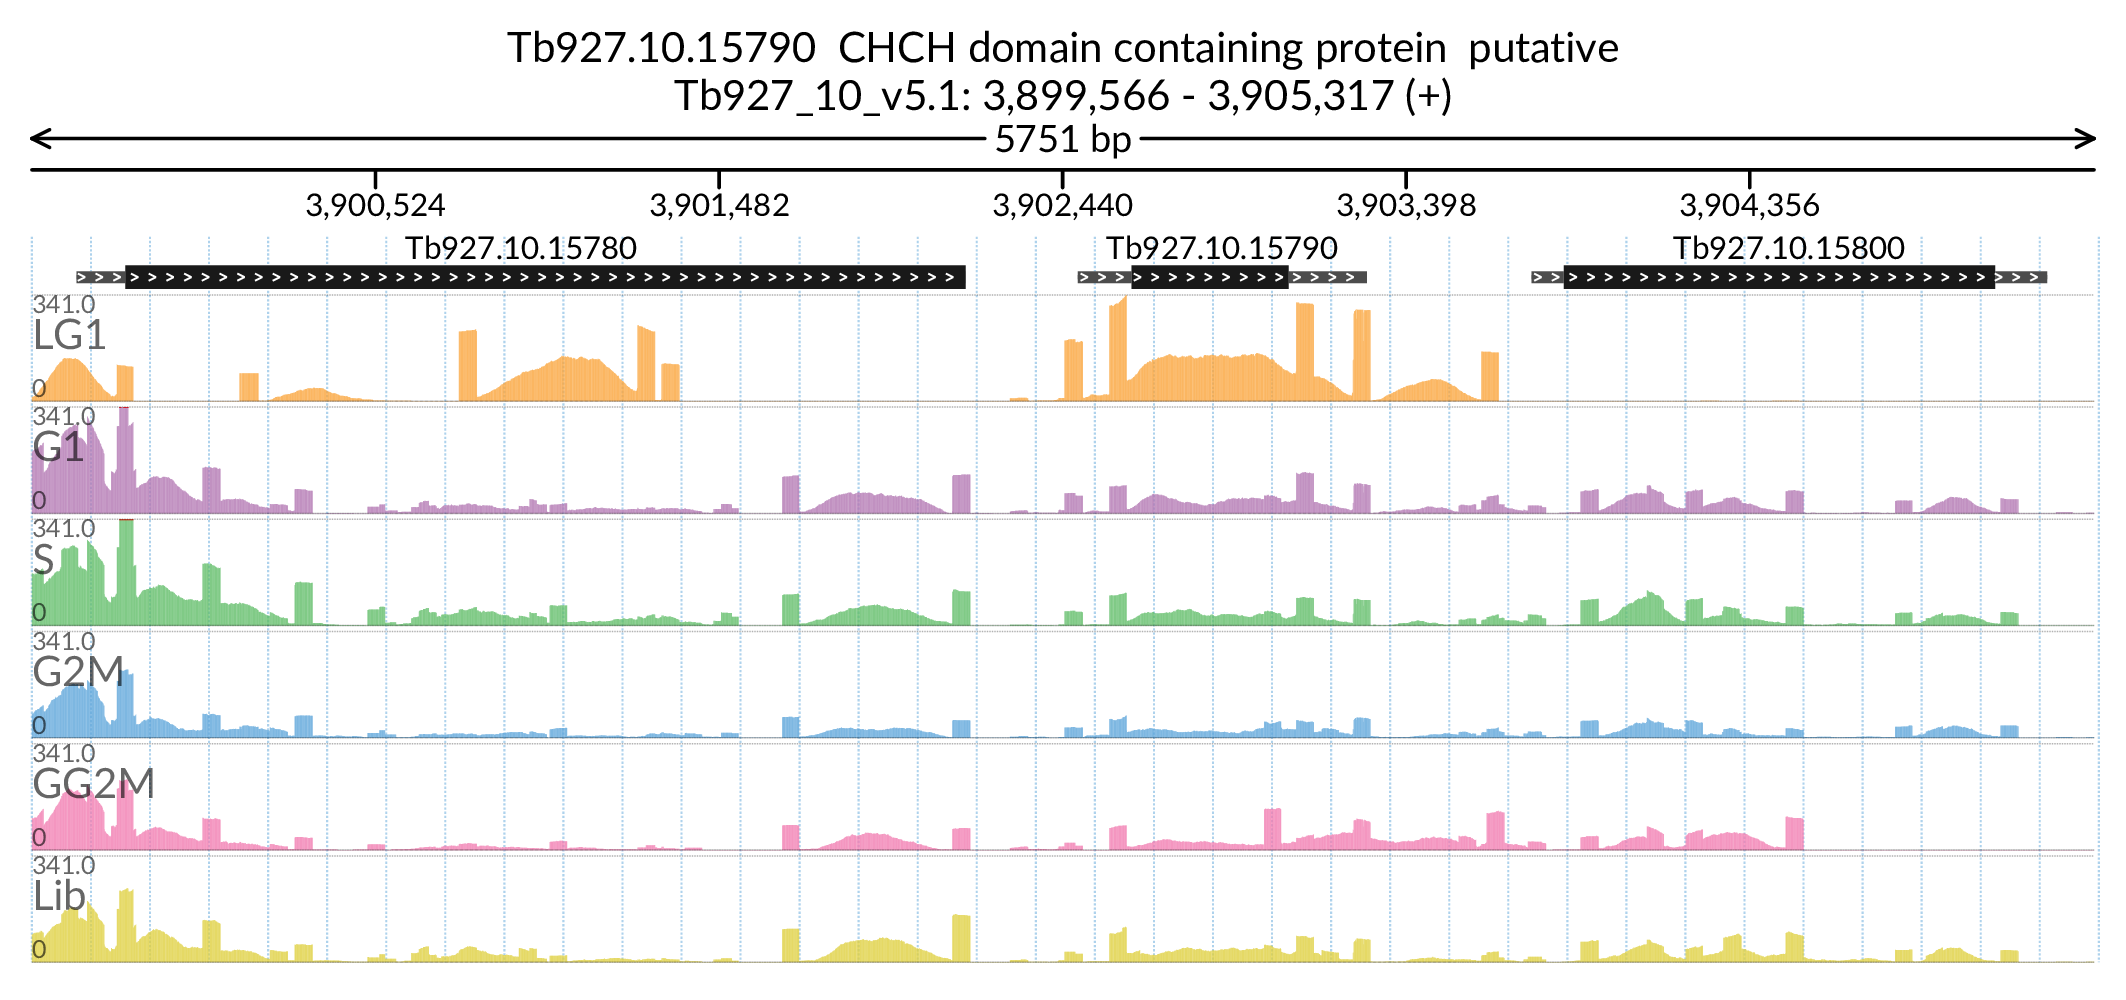 Tb927.10.15790  CHCH domain containing protein  putative
Tb927_10_v5.1: 3,899,566 - 3,905,317 (+)
5751 bp
3,900,524 3,901,482 3,902,440 3,903,398 3,904,356
Tb927.10.15780 Tb927.10.15790 Tb927.10.15800
341.0
LG1
0
341.0
G1
0
341.0
S
0
341.0
G2M
0
341.0
GG2M
0
341.0
Lib
0